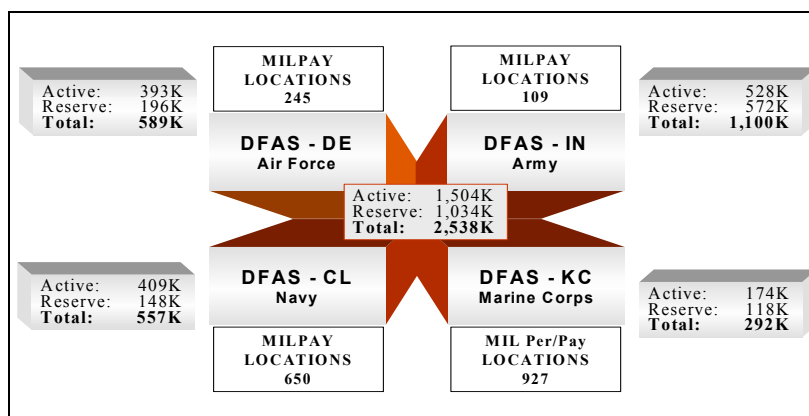 MILPAY
LOCATIONS
245
MILPAY
LOCATIONS
109
Active: 393K
Reserve: 196K
Total: 589K
Active: 528K
Reserve: 572K
Total: 1,100K
DFAS - DE
Air Force
DFAS - IN
Army
Active: 1,504K
Reserve: 1,034K
Total: 2,538K
DFAS - CL
Navy
DFAS - KC
Marine Corps
Active: 409K
Reserve: 148K
Total: 557K
Active: 174K
Reserve: 118K
Total: 292K
MILPAY
LOCATIONS
650
MIL Per/Pay
LOCATIONS
927